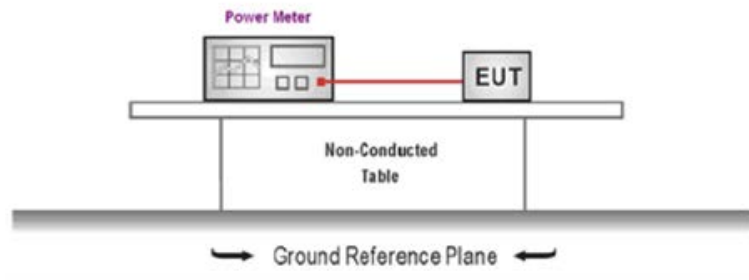 Power Meter
EUT
Non-Conducted
Table
Ground Reference Plane